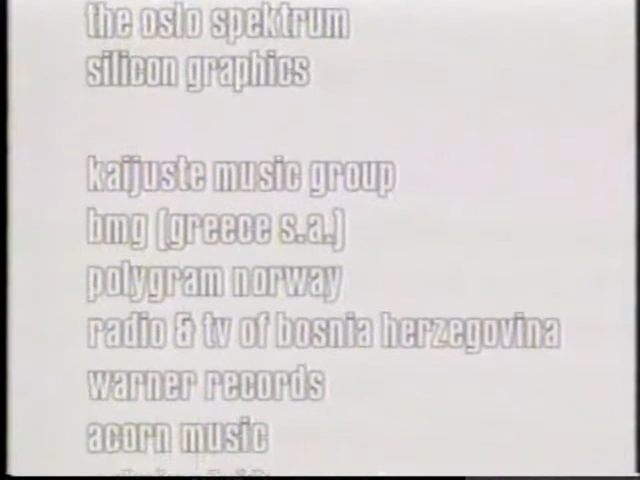 the oslo spektrum
silicon graphics
kaijuste music group
bmg (greece s.a.)
polygram norway
radio & tv of bosnia herzegovina
warner records
acorn music